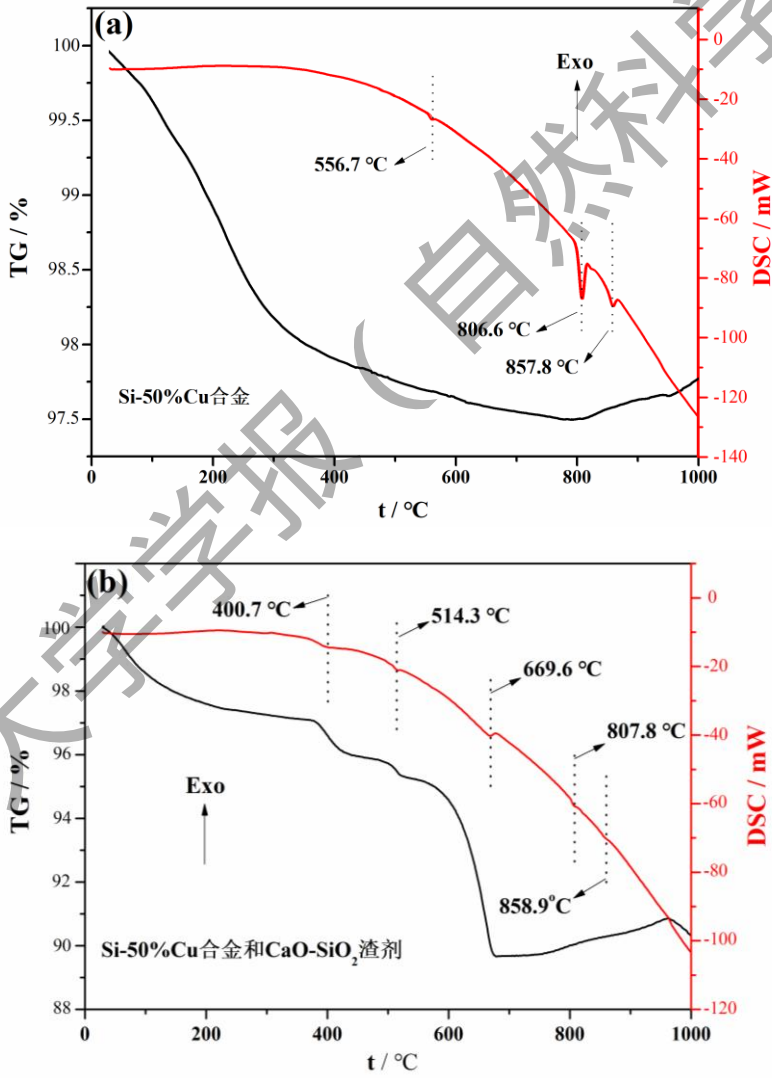 (a)
Exo
556.7 ℃
806.6 ℃
857.8 ℃
Si-50%Cu合金
TG / %
100
99.5
99
98.5
98
97.5
DSC / mW
0
-20
-40
-60
-80
-100
-120
-140
0 200 400 600 800 1000
t / ℃
(b)
400.7 ℃
514.3 ℃
669.6 ℃
807.8 ℃
Exo
858.9°C
Si-50%Cu合金和CaO-SiO₂渣剂
TG / %
100
98
96
94
92
90
88
DSC / mW
0
-20
-40
-60
-80
-100
-120
0 200 400 600 800 1000
t / ℃
大学学报(自然科学